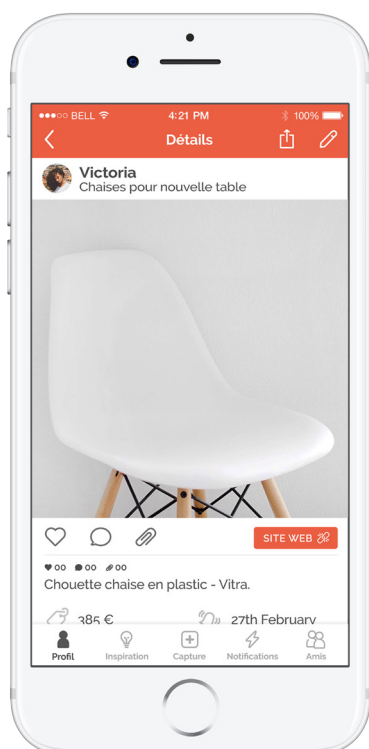 BELL 4:21 PM 100%
Détails
Victoria
Chaises pour nouvelle table
SITE WEB
00 00 00
Chouette chaise en plastic - Vitra.
385 € 27th February
Profil Inspiration Capture Notifications Amis